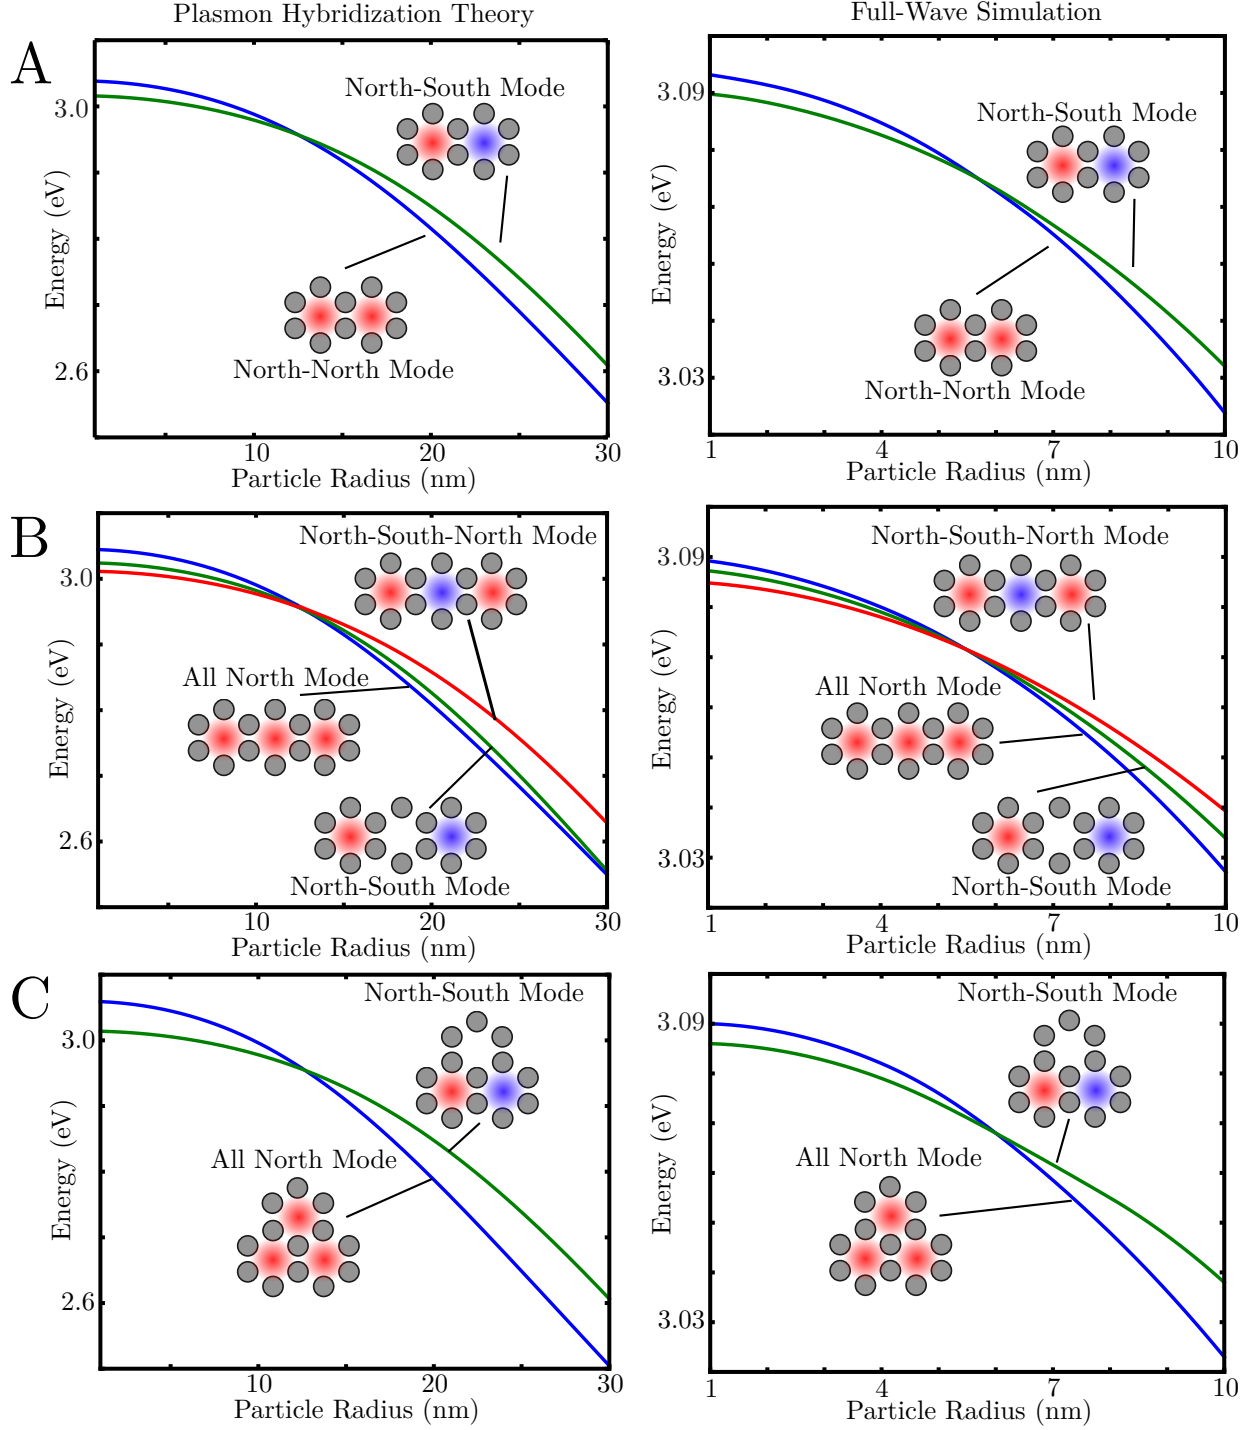 Plasmon Hybridization Theory
Full-Wave Simulation
A
North-South Mode
North-North Mode
3.0
2.6
Energy (eV)
10
20
30
Particle Radius (nm)
North-South Mode
North-North Mode
3.09
3.03
Energy (eV)
1
4
7
10
Particle Radius (nm)
B
North-South-North Mode
All North Mode
North-South Mode
3.0
2.6
Energy (eV)
10
20
30
Particle Radius (nm)
North-South-North Mode
All North Mode
North-South Mode
3.09
3.03
Energy (eV)
1
4
7
10
Particle Radius (nm)
C
North-South Mode
All North Mode
3.0
2.6
Energy (eV)
10
20
30
Particle Radius (nm)
North-South Mode
All North Mode
3.09
3.03
Energy (eV)
1
4
7
10
Particle Radius (nm)